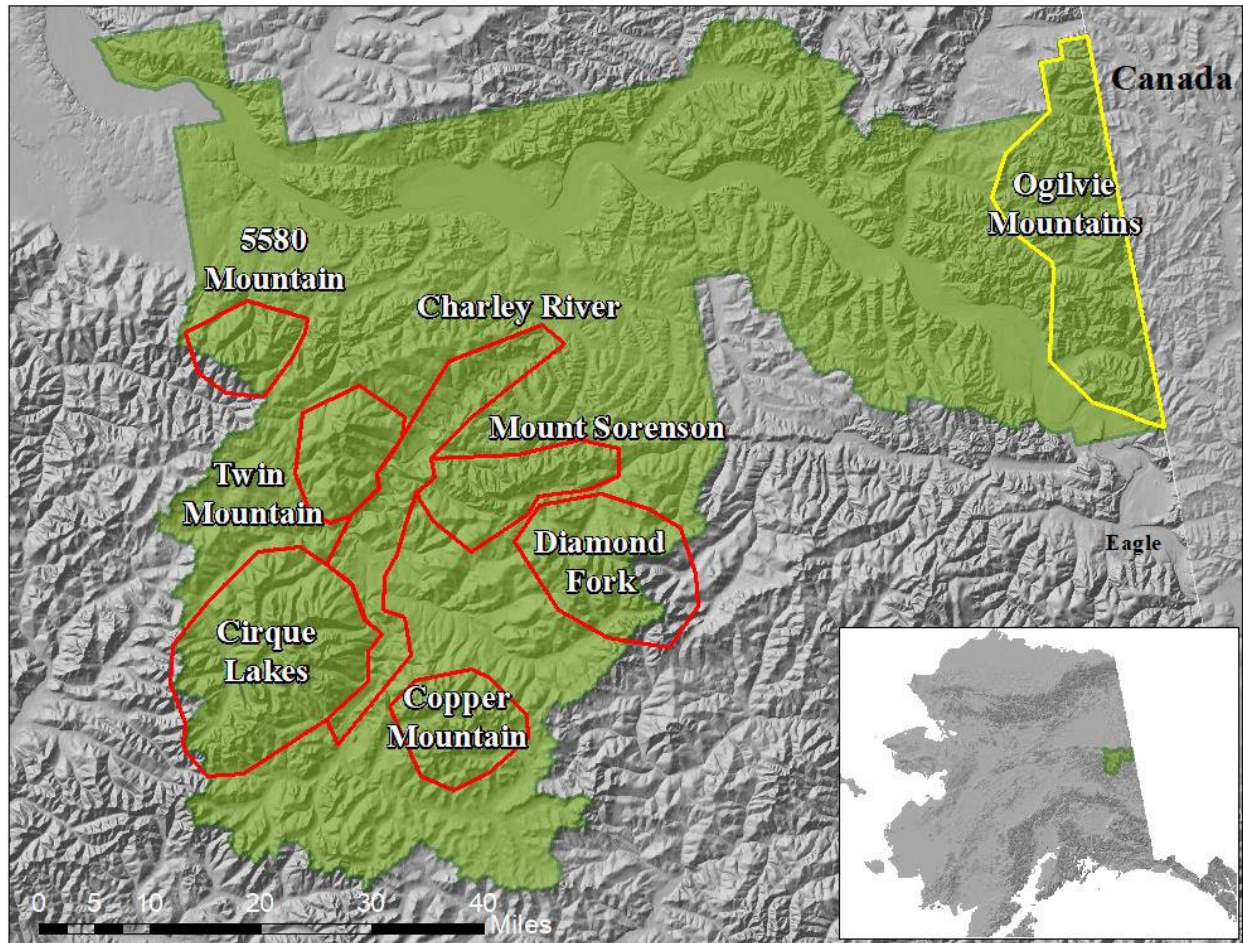 Canada
Ogilvie
Mountains
5580
Mountain
Charley River
Mount Sorenson
Twin
Mountain
Diamond
Fork
Eagle
Cirque
Lakes
Copper
Mountain
0 5 10 20 30 40
Miles